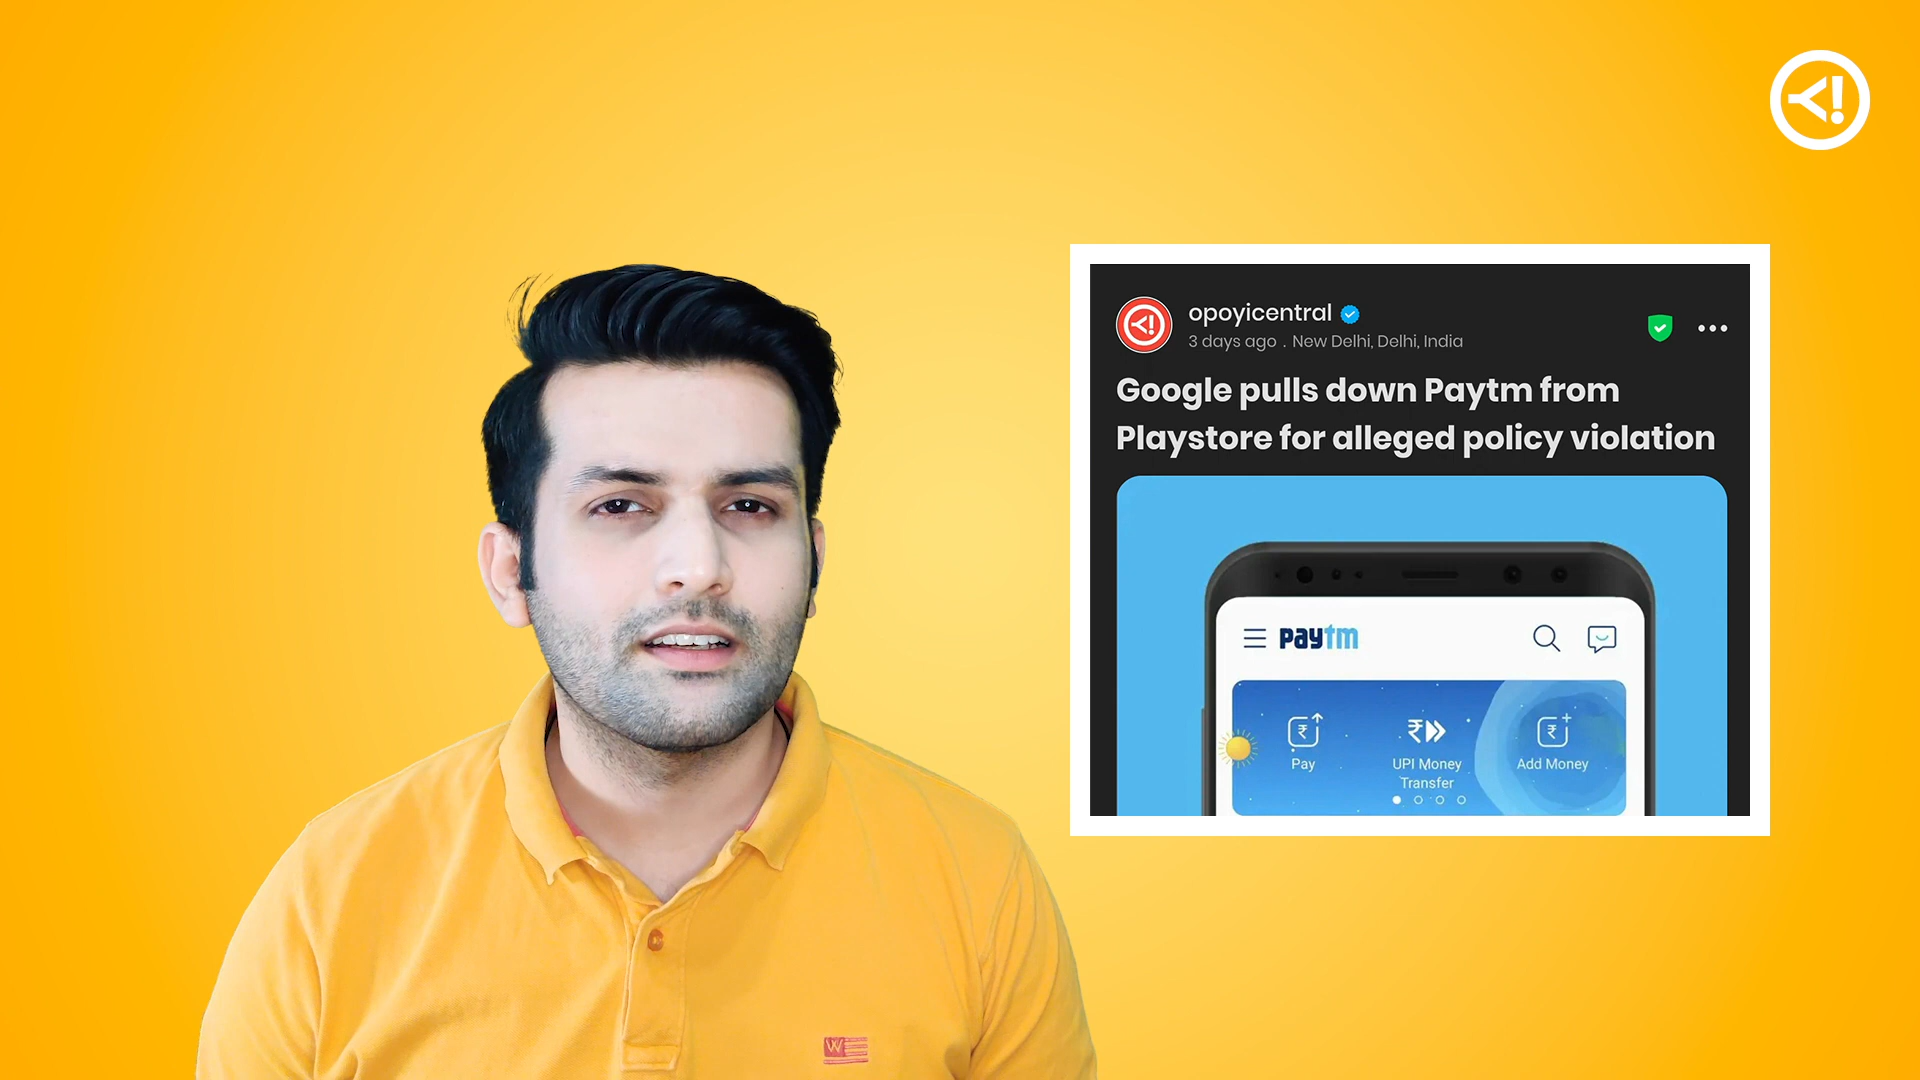 opoyicentral
3 days ago . New Delhi, Delhi, India
Google pulls down Paytm from
Playstore for alleged policy violation
paytm
Pay
UPI Money
Transfer
Add Money
W